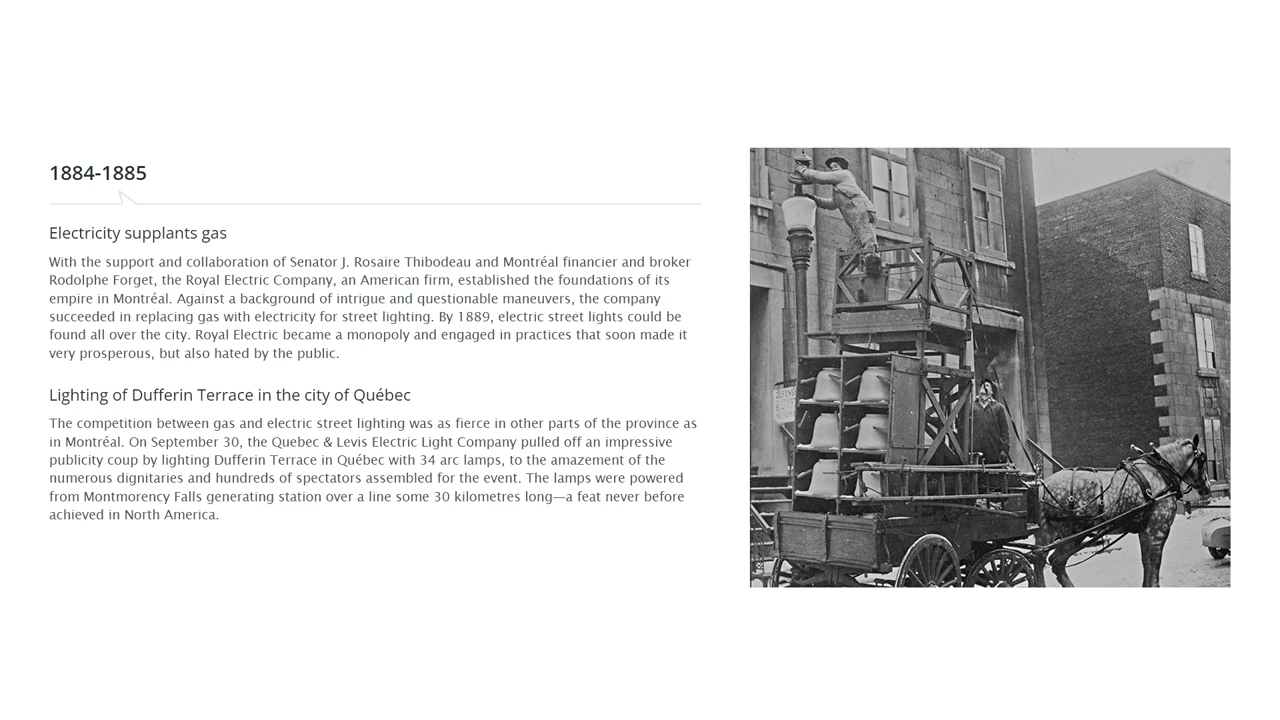 1884-1885
Electricity supplants gas
With the support and collaboration of Senator J. Rosaire Thibodeau and Montréal financier and broker
Rodolphe Forget, the Royal Electric Company, an American firm, established the foundations of its
empire in Montréal. Against a background of intrigue and questionable maneuvers, the company
succeeded in replacing gas with electricity for street lighting. By 1889, electric street lights could be
found all over the city. Royal Electric became a monopoly and engaged in practices that soon made it
very prosperous, but also hated by the public.
Lighting of Dufferin Terrace in the city of Québec
The competition between gas and electric street lighting was as fierce in other parts of the province as
in Montréal. On September 30, the Quebec & Levis Electric Light Company pulled off an impressive
publicity coup by lighting Dufferin Terrace in Québec with 34 arc lamps, to the amazement of the
numerous dignitaries and hundreds of spectators assembled for the event. The lamps were powered
from Montmorency Falls generating station over a line some 30 kilometres long—a feat never before
achieved in North America.